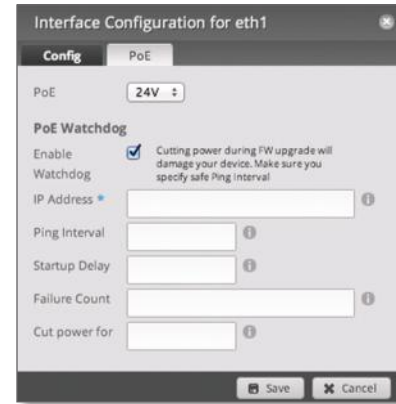 Interface Configuration for eth1
Config PoE
PoE 24V
PoE Watchdog
Enable Watchdog
Cutting power during FW upgrade will
damage your device. Make sure you
specify safe Ping Interval
IP Address *
Ping Interval
Startup Delay
Failure Count
Cut power for
Save Cancel